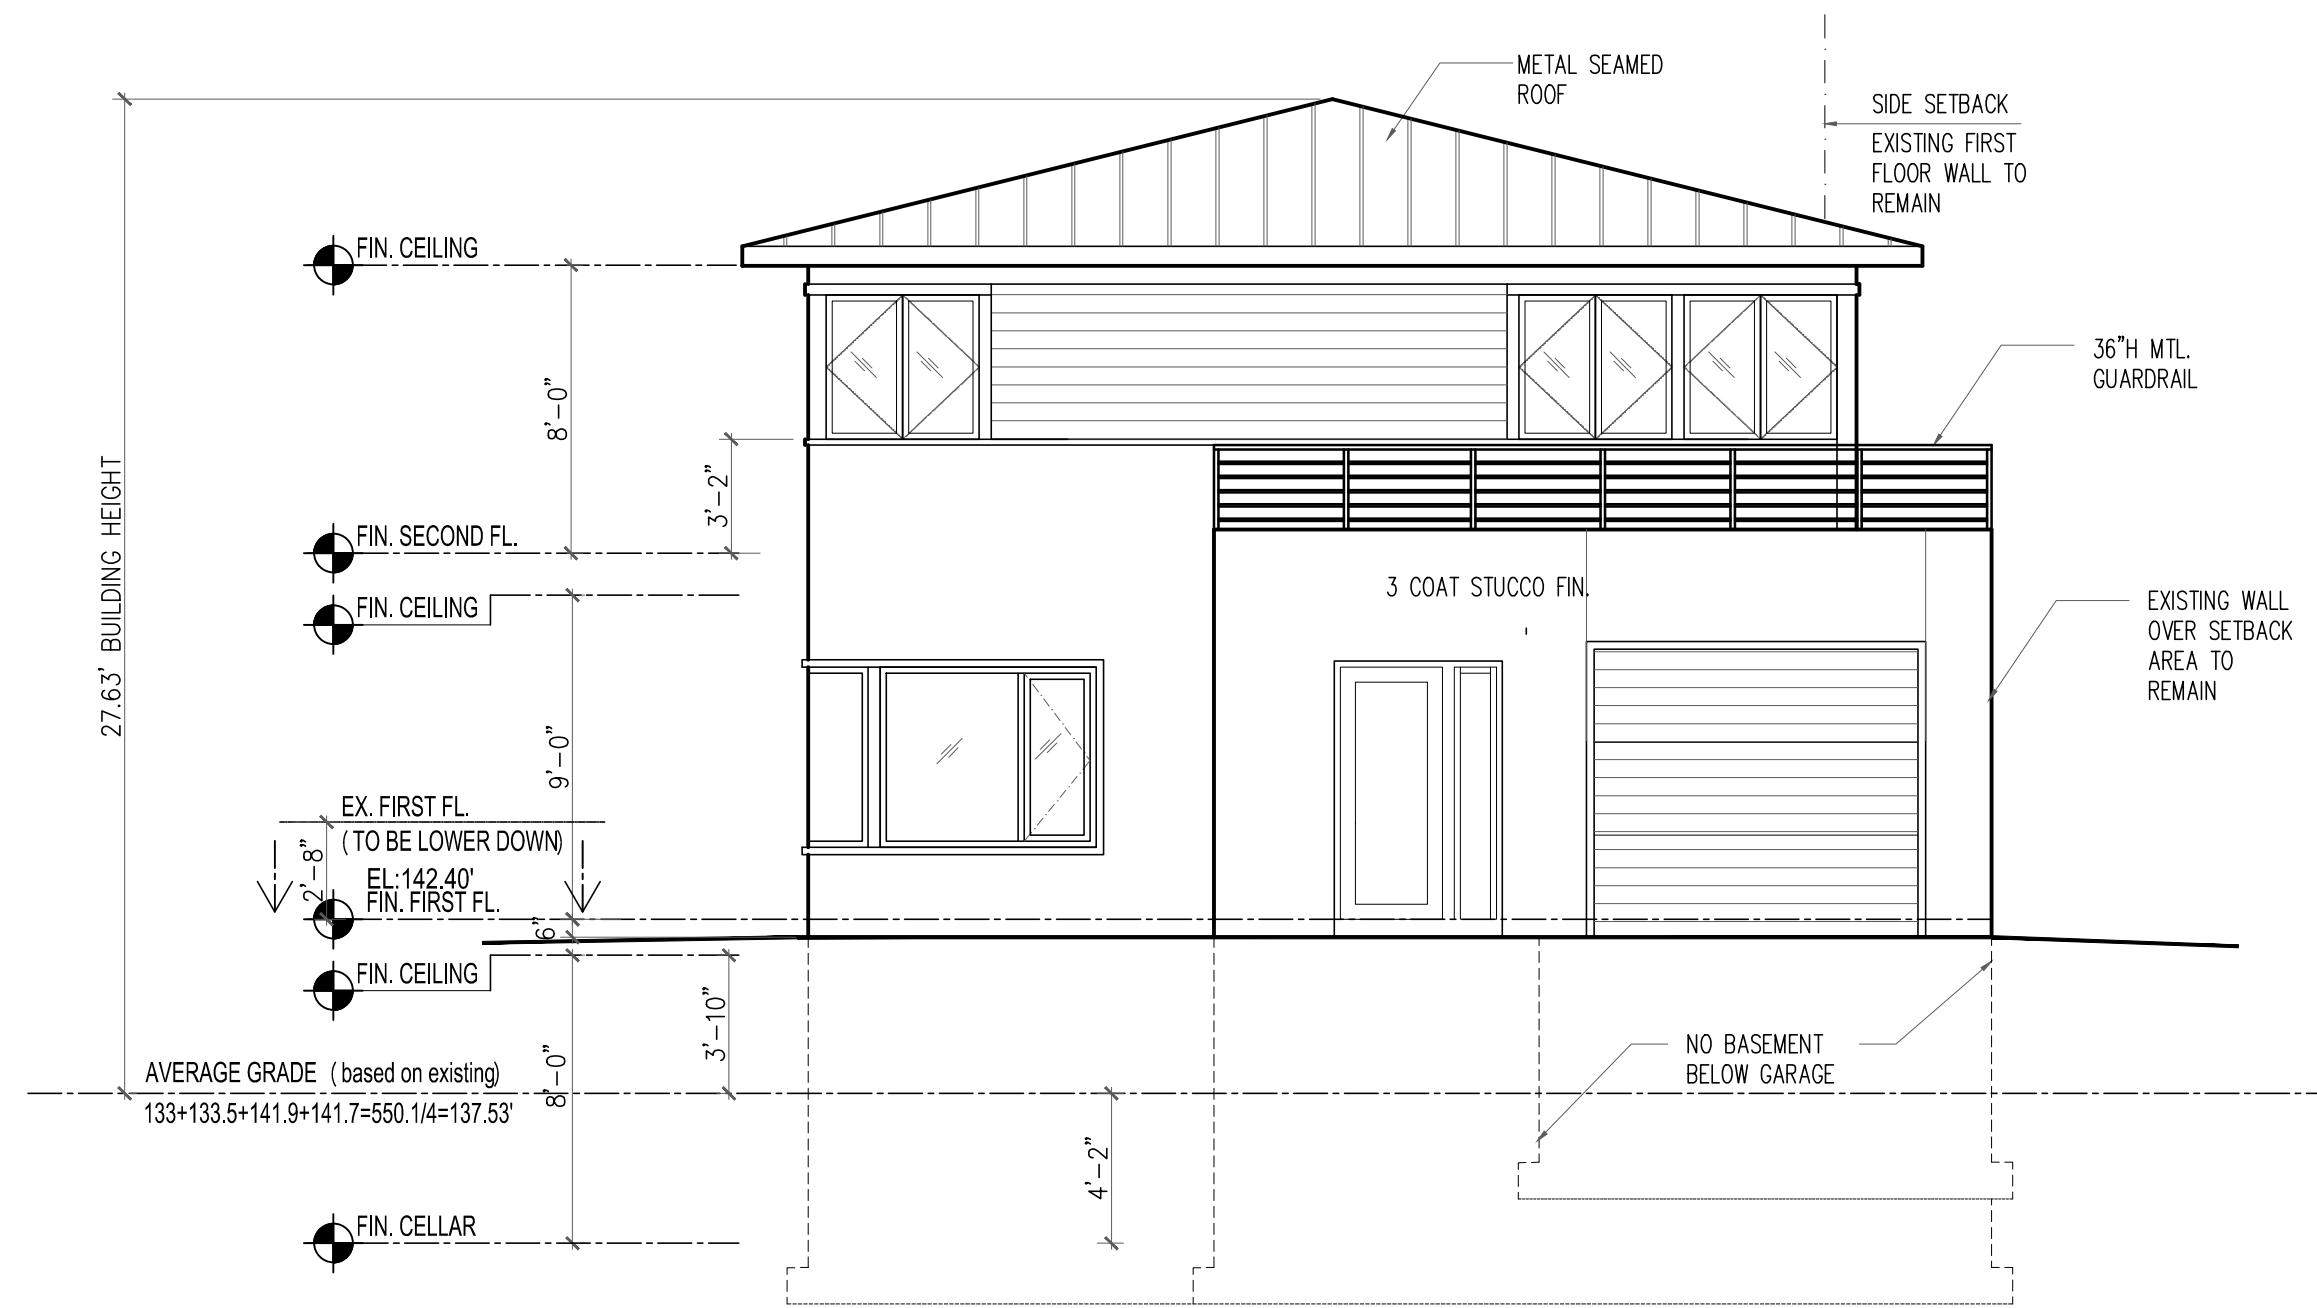 METAL SEAMED
ROOF
SIDE SETBACK
EXISTING FIRST
FLOOR WALL TO
REMAIN
FIN. CEILING
8'-0"
36"H MTL.
GUARDRAIL
3'-2"
27.63' BUILDING HEIGHT
FIN. SECOND FL.
FIN. CEILING
3 COAT STUCCO FIN.
EXISTING WALL
OVER SETBACK
AREA TO
REMAIN
9'-0"
EX. FIRST FL.
(TO BE LOWER DOWN)
2'-8"
EL:142.40'
FIN. FIRST FL.
6"
FIN. CEILING
3'-10"
NO BASEMENT
BELOW GARAGE
AVERAGE GRADE (based on existing)
8'-0"
133+133.5+141.9+141.7=550.1/4=137.53'
4'-2"
FIN. CELLAR